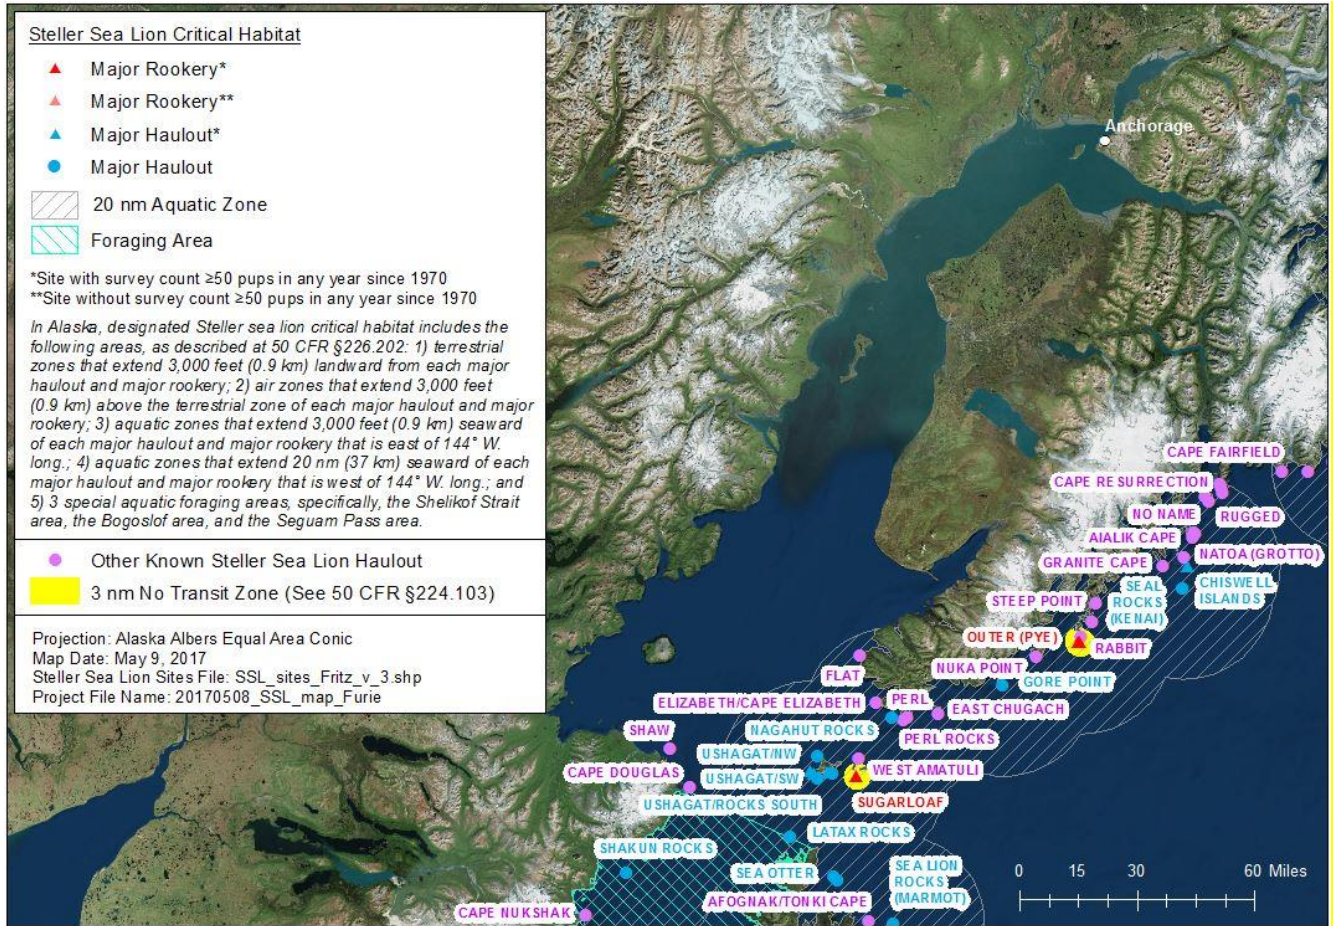 Steller Sea Lion Critical Habitat
Major Rookery*
Major Rookery**
Major Haulout*
Major Haulout
20 nm Aquatic Zone
Foraging Area
*Site with survey count ≥50 pups in any year since 1970
**Site without survey count ≥50 pups in any year since 1970
In Alaska, designated Steller sea lion critical habitat includes the
following areas, as described at 50 CFR §226.202: 1) terrestrial
zones that extend 3,000 feet (0.9 km) landward from each major
haulout and major rookery; 2) air zones that extend 3,000 feet
(0.9 km) above the terrestrial zone of each major haulout and major
rookery; 3) aquatic zones that extend 3,000 feet (0.9 km) seaward
of each major haulout and major rookery that is east of 144° W.
long.; 4) aquatic zones that extend 20 nm (37 km) seaward of each
major haulout and major rookery that is west of 144° W. long.; and
5) 3 special aquatic foraging areas, specifically, the Shelikof Strait
area, the Bogoslof area, and the Seguam Pass area.
Other Known Steller Sea Lion Haulout
3 nm No Transit Zone (See 50 CFR §224.103)
Projection: Alaska Albers Equal Area Conic
Map Date: May 9, 2017
Steller Sea Lion Sites File: SSL_sites_Fritz_v_3.shp
Project File Name: 20170508_SSL_map_Furie
Anchorage
CAPE FAIRFIELD
CAPE RESURRECTION
NO NAME
RUGGED
AIALIK CAPE
NATOA (GROTTO)
GRANITE CAPE
CHISWELL
ISLANDS
SEAL
ROCKS
(KENAI)
STEEP POINT
OUTER (PYE)
RABBIT
NUKA POINT
GORE POINT
FLAT
ELIZABETH/CAPE ELIZABETH
PERL
EAST CHUGACH
NAGAHUT ROCKS
PERL ROCKS
SHAW
USHAGAT/NW
CAPE DOUGLAS
USHAGAT/SW
WEST AMATULI
USHAGAT/ROCKS SOUTH
SUGARLOAF
LATAX ROCKS
SHAKUN ROCKS
SEA OTTER
SEA LION
ROCKS
(MARMOT)
AFOGNAK/TONKI CAPE
CAPE NUKSHAK
0 15 30 60 Miles